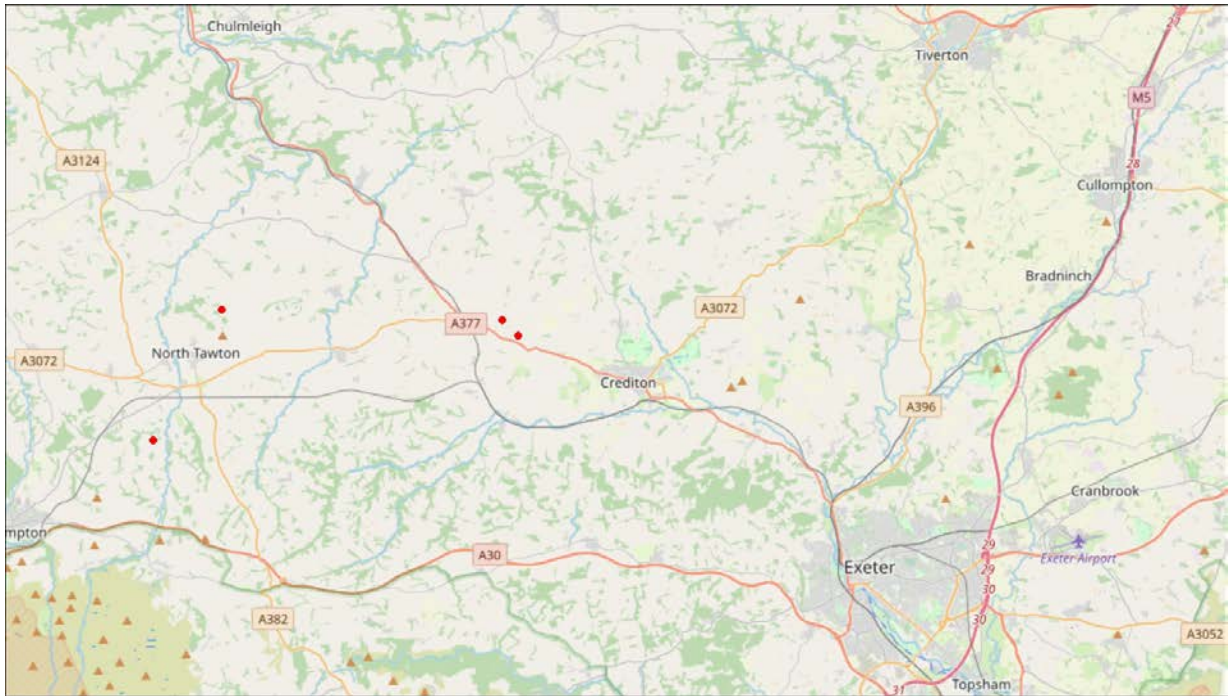 23
Chulmleigh
Tiverton
M5
A3124
28
Cullompton
Bradninch
A3072
A377
North Tawton
A3072
Crediton
A396
Cranbrook
mpton
29
A30
Exeter Airport
Exeter
29
30
A382
30
A3052
Topsham
31